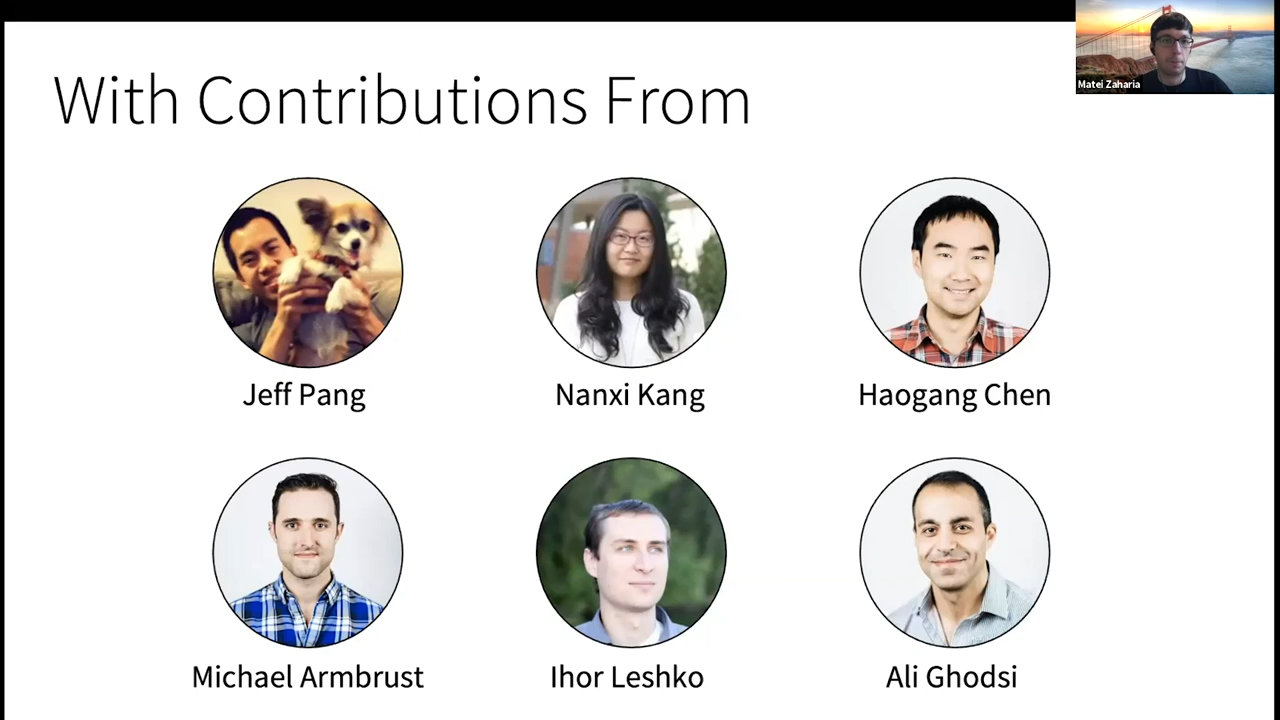 With Contributions From
Matei Zaharia
Jeff Pang
Nanxi Kang
Haogang Chen
Michael Armbrust
Ihor Leshko
Ali Ghodsi